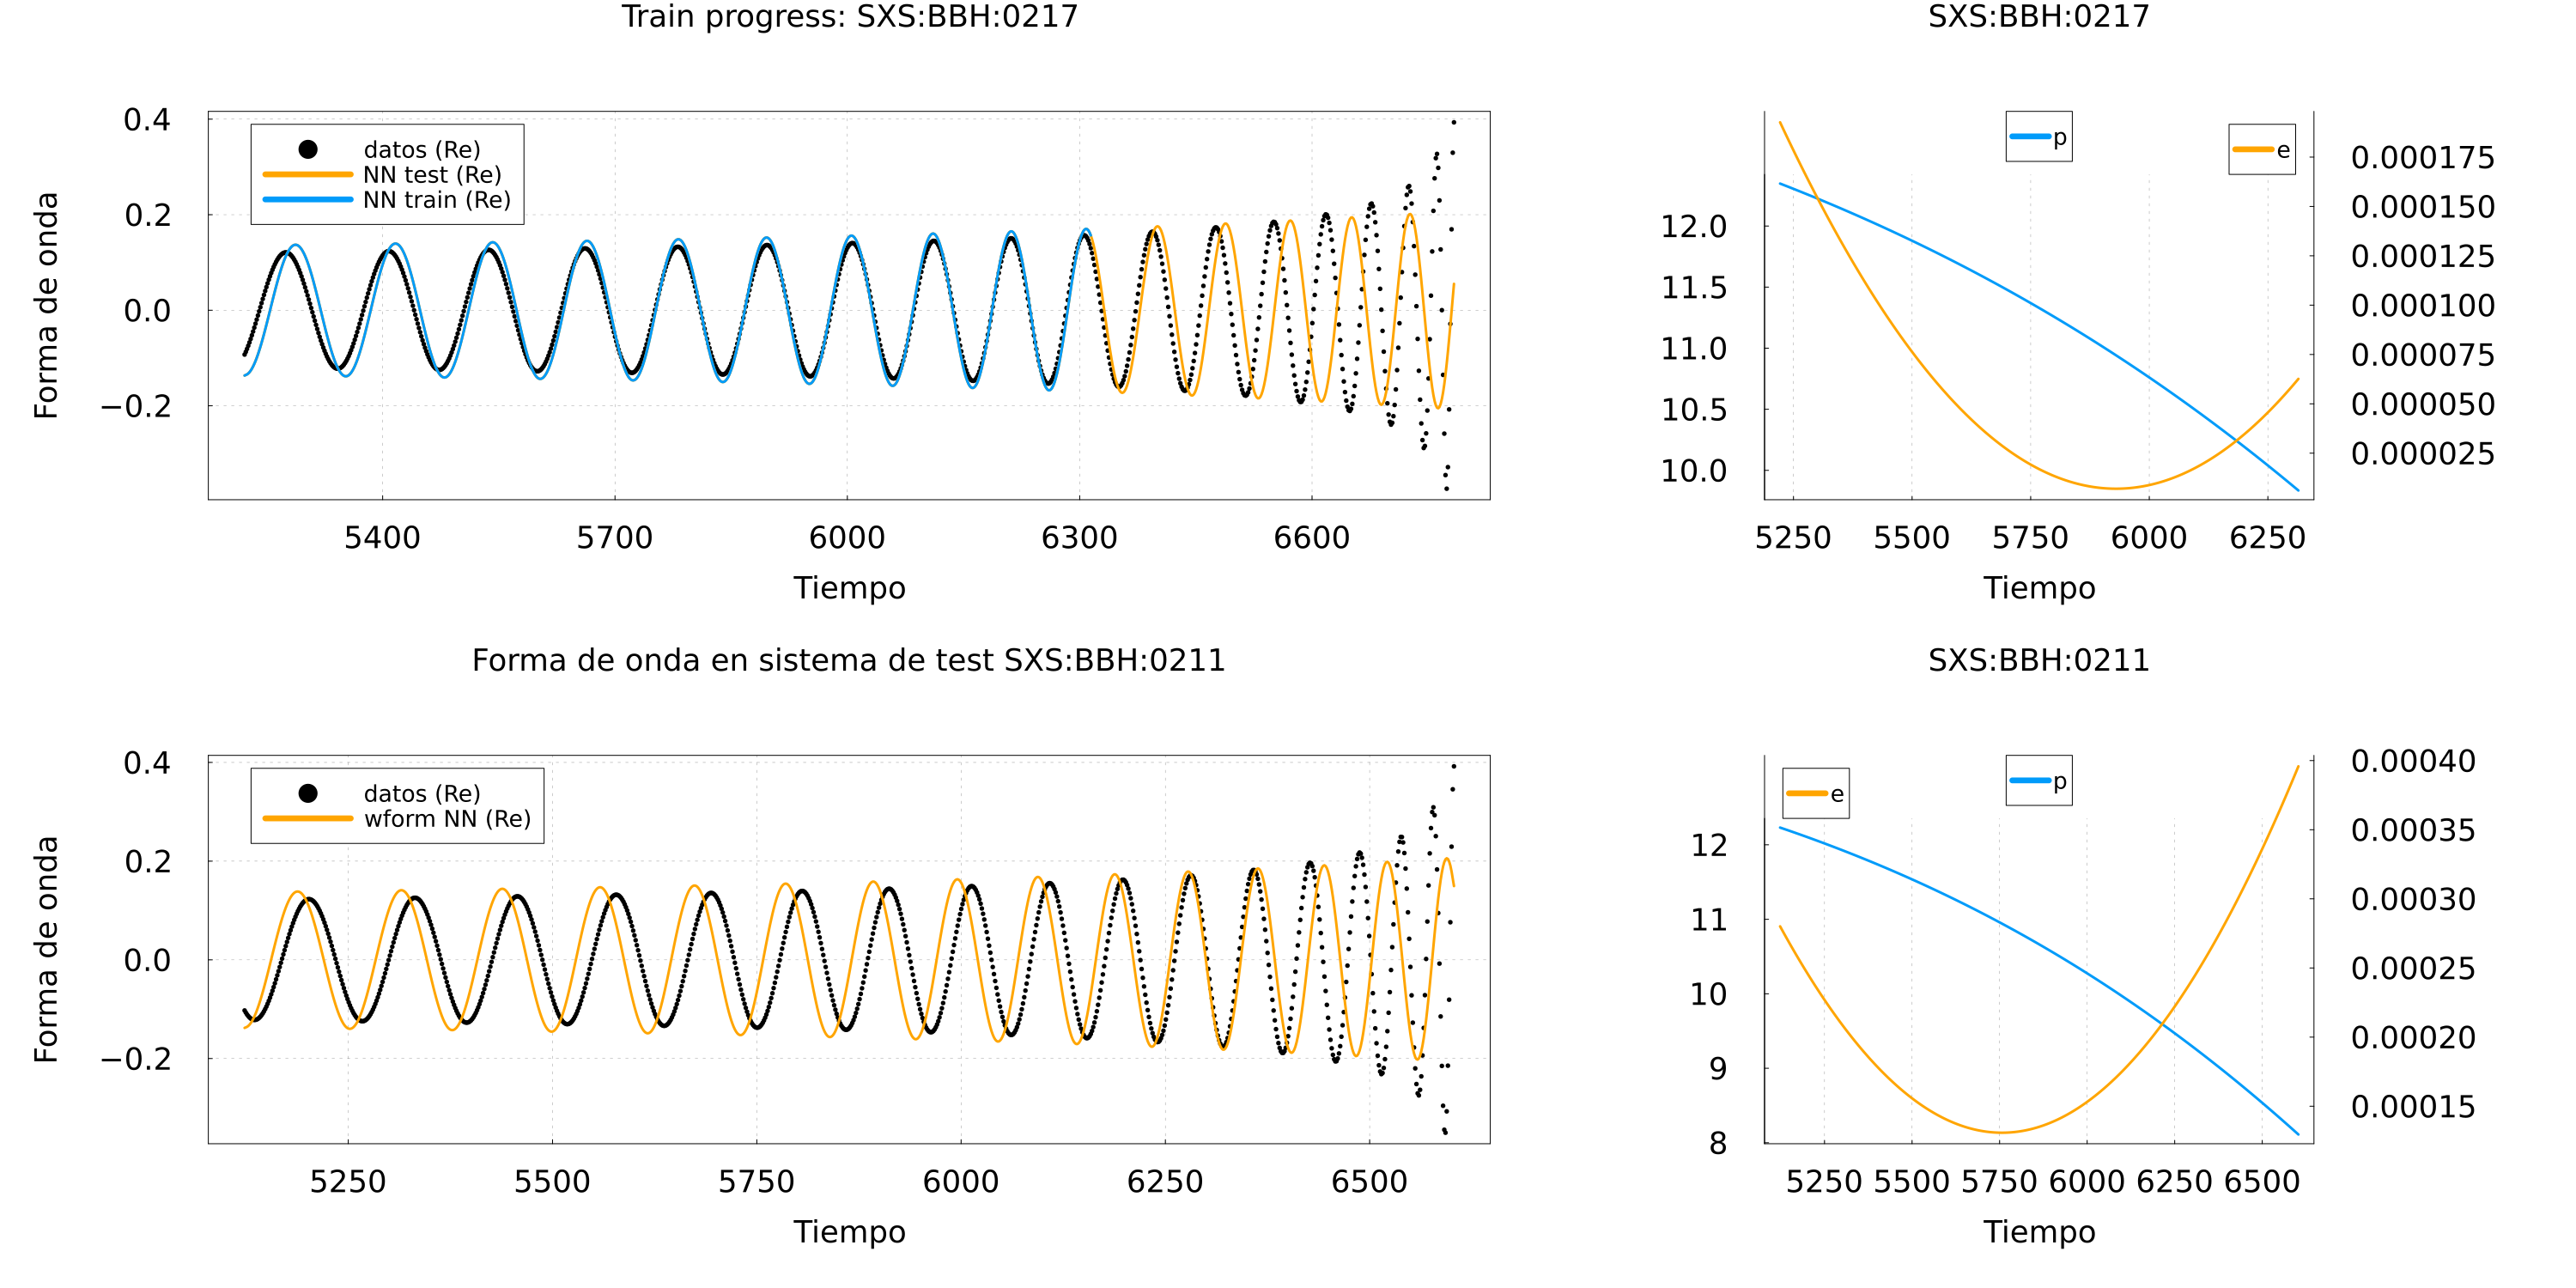 Train progress: SXS:BBH:0217
Forma de onda
0.4
0.2
0.0
−0.2
datos (Re)
NN test (Re)
NN train (Re)
5400 5700 6000 6300 6600
Tiempo
SXS:BBH:0217
p
e
12.0
11.5
11.0
10.5
10.0
0.000175
0.000150
0.000125
0.000100
0.000075
0.000050
0.000025
5250 5500 5750 6000 6250
Tiempo
Forma de onda en sistema de test SXS:BBH:0211
Forma de onda
0.4
0.2
0.0
−0.2
datos (Re)
wform NN (Re)
5250 5500 5750 6000 6250 6500
Tiempo
SXS:BBH:0211
e
p
12
11
10
9
8
0.00040
0.00035
0.00030
0.00025
0.00020
0.00015
5250 5500 5750 6000 6250 6500
Tiempo